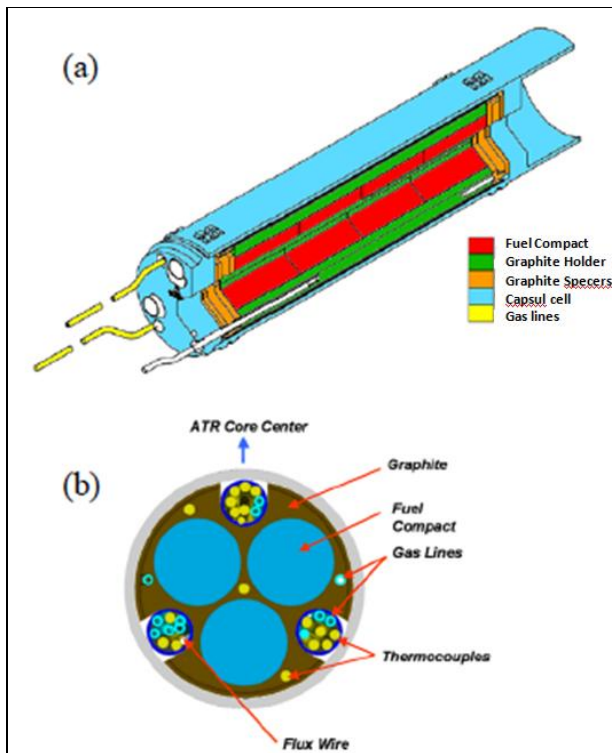 (a)
Fuel Compact
Graphite Holder
Graphite Specers
Capsul cell
Gas lines
ATR Core Center
(b)
Graphite
Fuel
Compact
Gas Lines
Thermocouples
Flux Wire